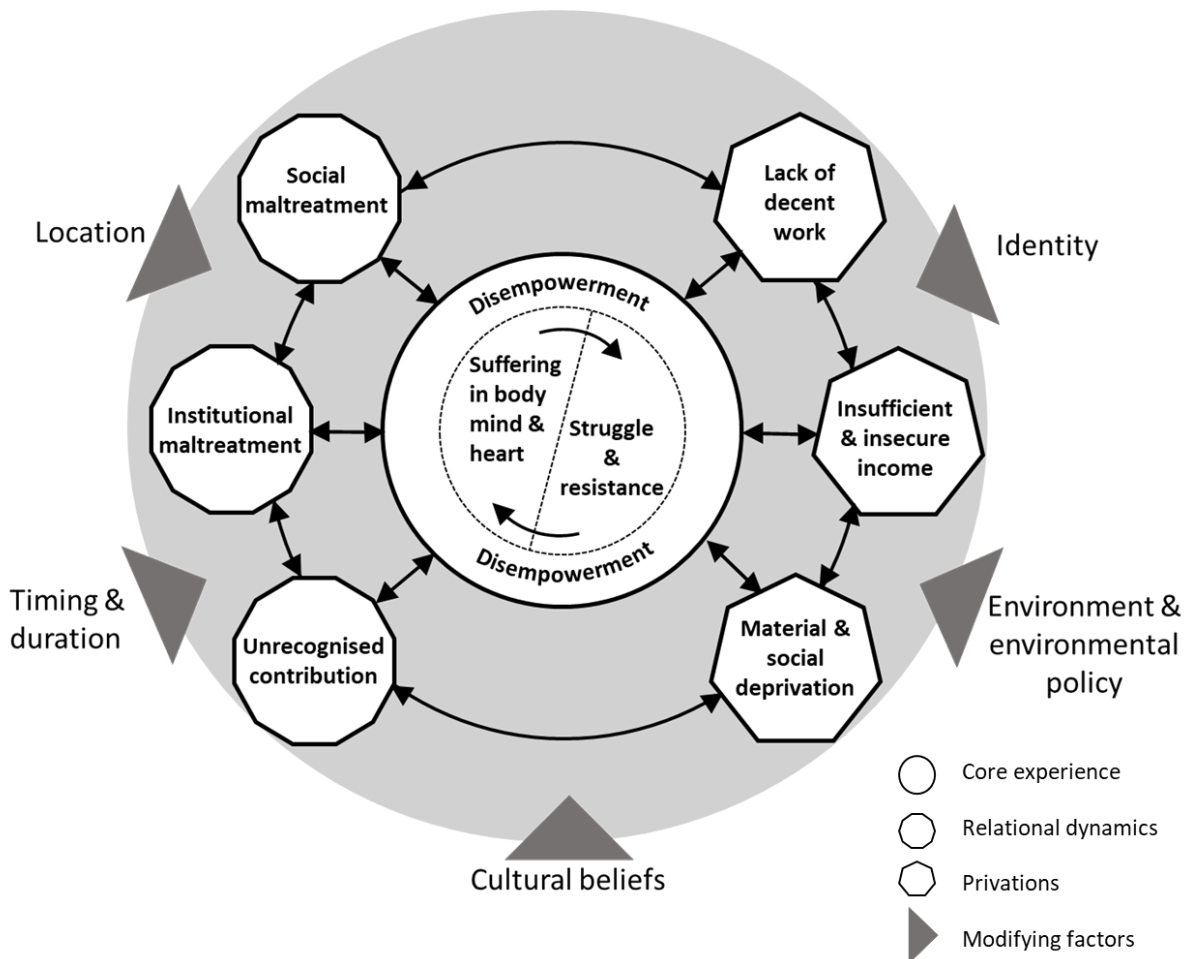 Social
maltreatment
Lack of
decent
work
Location
Identity
Disempowerment
Suffering
in body
mind &
heart
Struggle
&
resistance
Disempowerment
Institutional
maltreatment
Insufficient
& insecure
income
Timing &
duration
Unrecognised
contribution
Material &
social
deprivation
Environment &
environmental
policy
Cultural beliefs
Core experience
Relational dynamics
Privations
Modifying factors